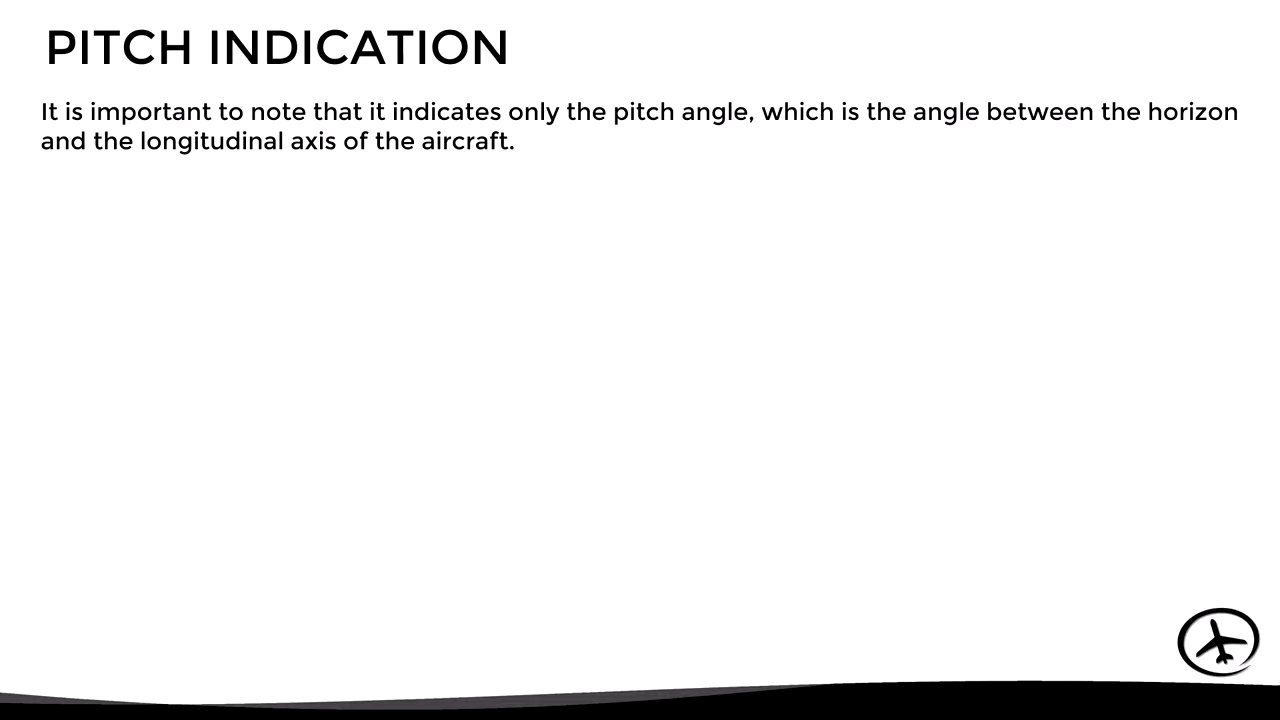 PITCH INDICATION
It is important to note that it indicates only the pitch angle, which is the angle between the horizon
and the longitudinal axis of the aircraft.